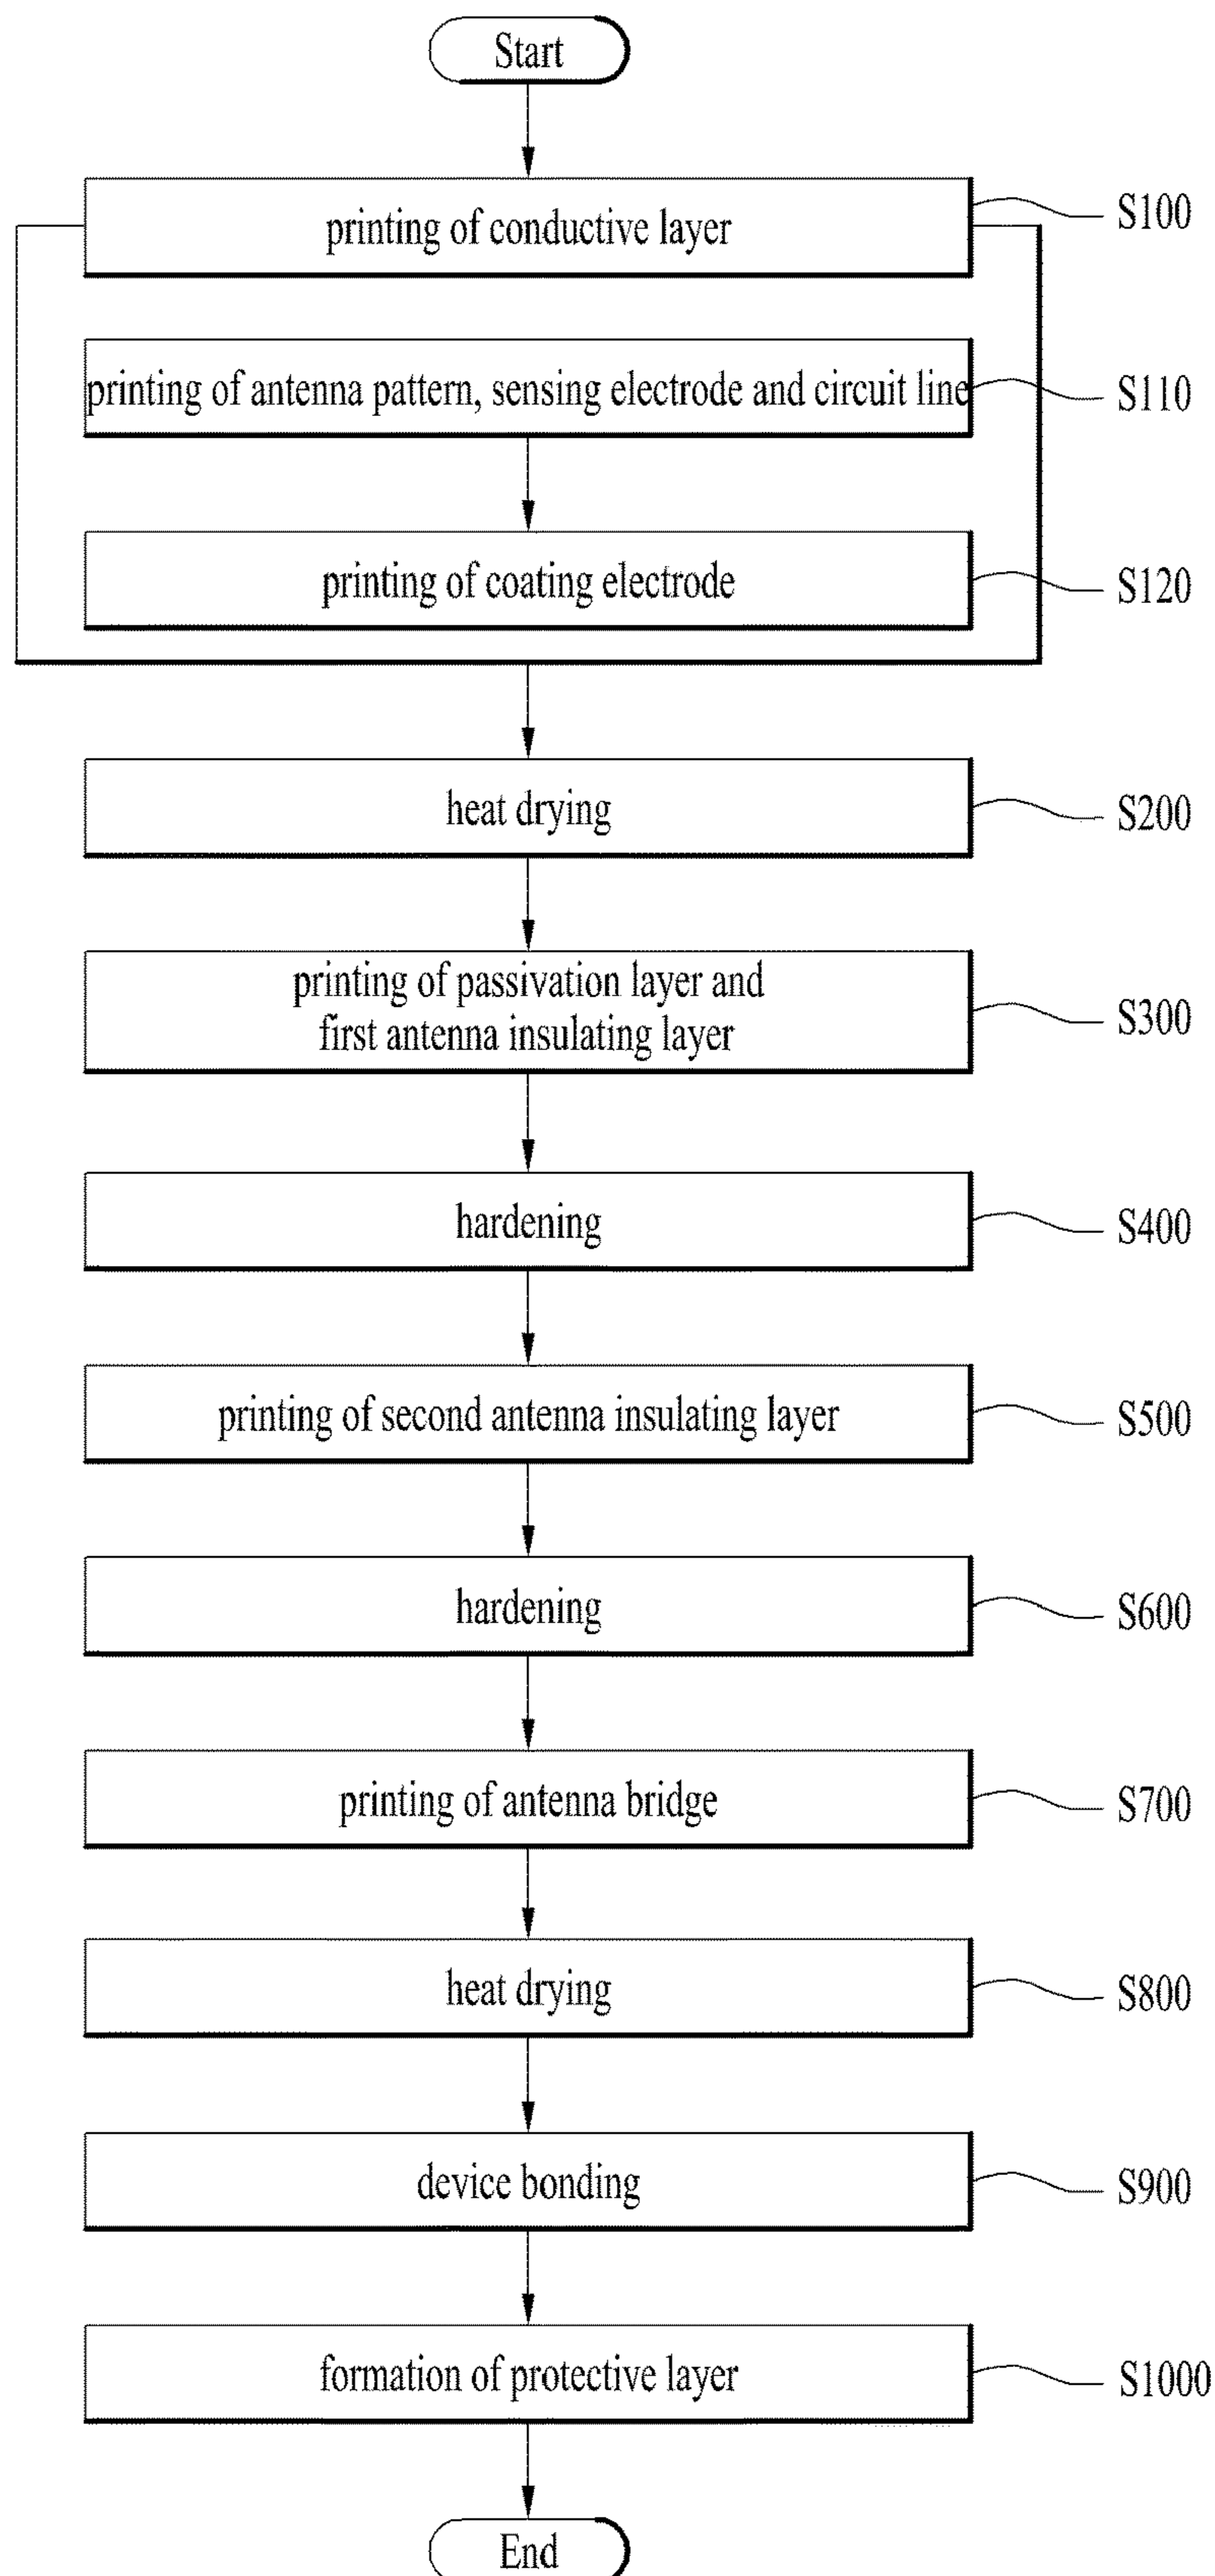 Start
printing of conductive layer
S100
printing of antenna pattern, sensing electrode and circuit line
S110
printing of coating electrode
S120
heat drying
S200
printing of passivation layer and
first antenna insulating layer
S300
hardening
S400
printing of second antenna insulating layer
S500
hardening
S600
printing of antenna bridge
S700
heat drying
S800
device bonding
S900
formation of protective layer
S1000
End